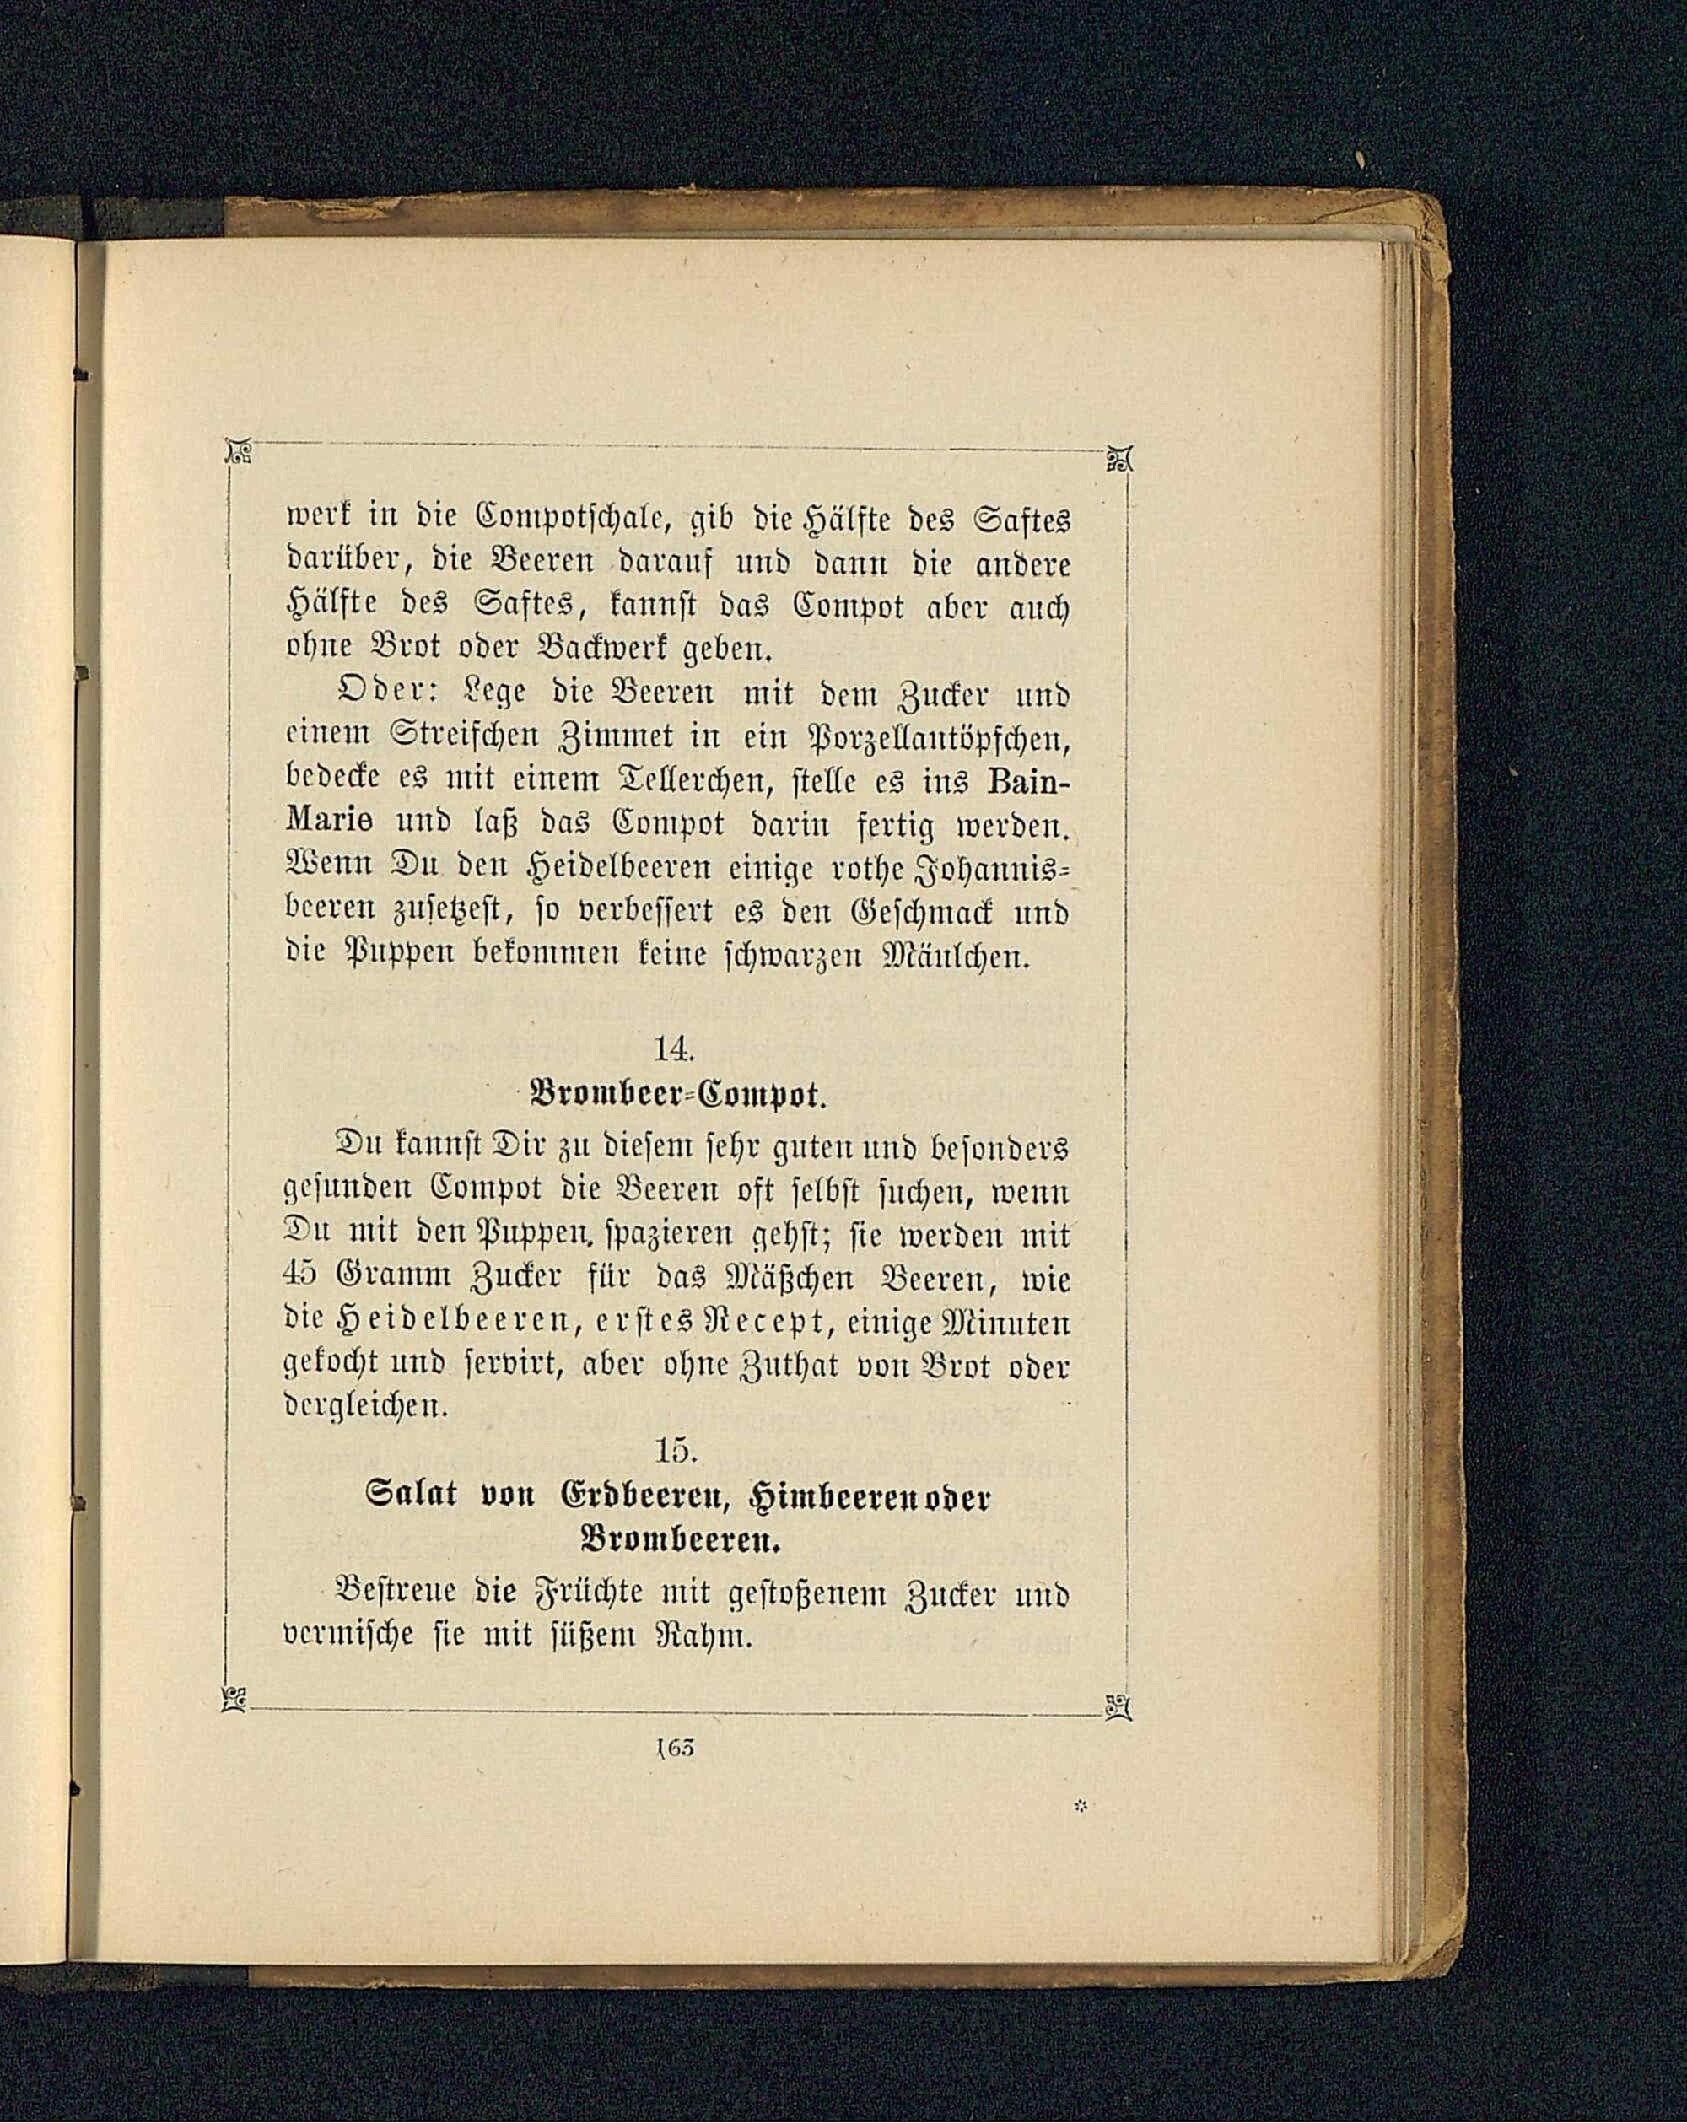 werk in die Compotschale, gib die Hälfte des Saftes
darüber, die Beeren darauf und dann die andere
Hälfte des Saftes, kannst das Compot aber auch
ohne Brot oder Backwerk geben.
Oder: Lege die Beeren mit dem Zucker und
einem Streifchen Zimmet in ein Porzellantöpfchen,
bedecke es mit einem Tellerchen, stelle es ins Bain-
Marie und laß das Compot darin fertig werden.
Wenn Du den Heidelbeeren einige rothe Johannis-
beeren zusetzest, so verbessert es den Geschmack und
die Puppen bekommen keine schwarzen Mäulchen.
14.
Brombeer-Compot.
Du kannst Dir zu diesem sehr guten und besonders
gesunden Compot die Beeren oft selbst suchen, wenn
Du mit den Puppen spazieren gehst; sie werden mit
45 Gramm Zucker für das Mäßchen Beeren, wie
die Heidelbeeren, erstes Recept, einige Minuten
gekocht und servirt, aber ohne Zuthat von Brot oder
dergleichen.
15.
Salat von Erdbeeren, Himbeeren oder
Brombeeren.
Bestreue die Früchte mit gestoßenem Zucker und
vermische sie mit süßem Rahm.
163
*